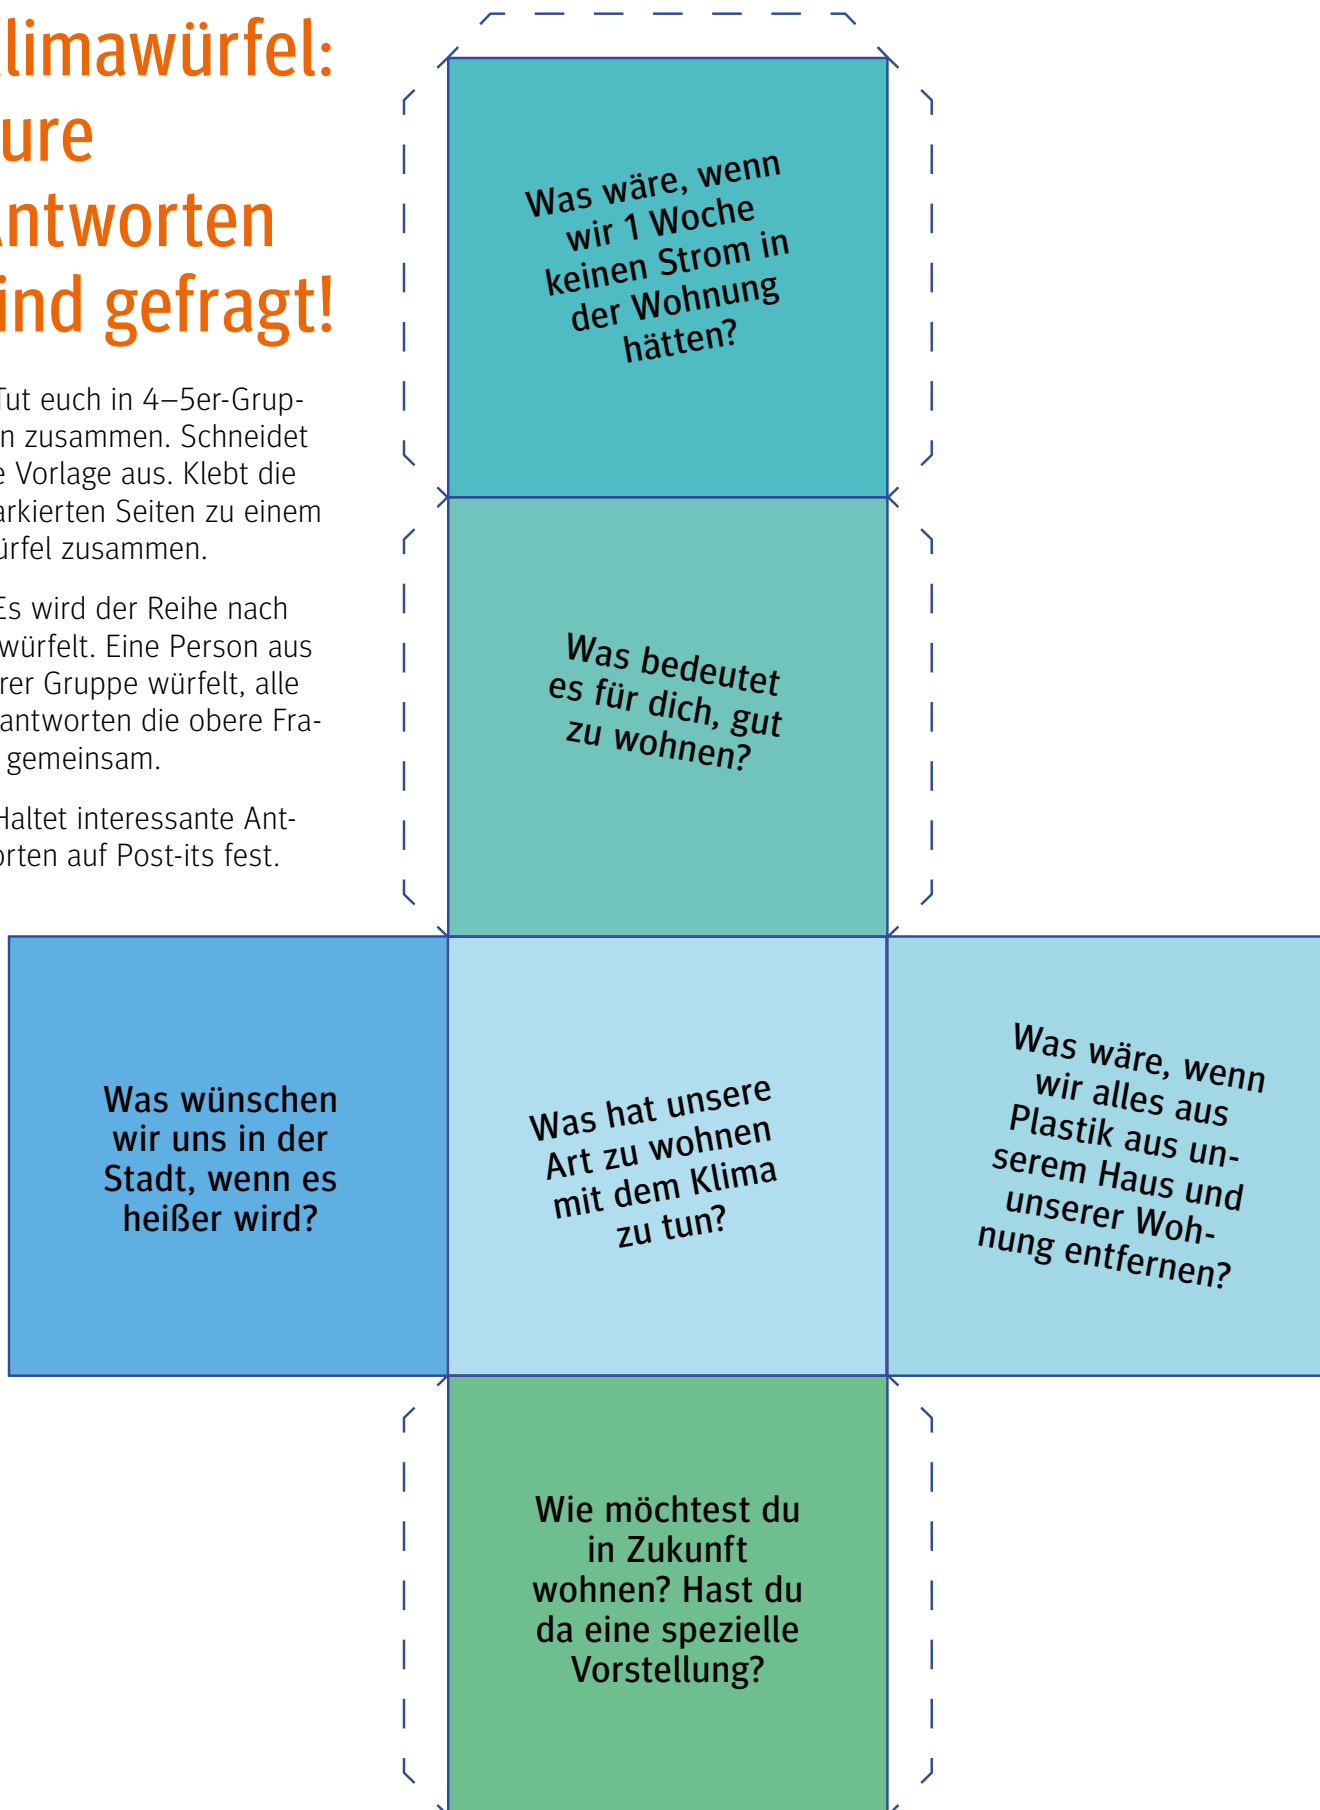 limawürfel:
ure
ntworten
ind gefragt!
Tut euch in 4–5er-Grup-
n zusammen. Schneidet
e Vorlage aus. Klebt die
arkierten Seiten zu einem
ürfel zusammen.
Es wird der Reihe nach
würfelt. Eine Person aus
rer Gruppe würfelt, alle
antworten die obere Fra-
gemeinsam.
Haltet interessante Ant-
orten auf Post-its fest.
Was wäre, wenn
wir 1 Woche
keinen Strom in
der Wohnung
hätten?
Was bedeutet
es für dich, gut
zu wohnen?
Was wünschen
wir uns in der
Stadt, wenn es
heißer wird?
Was hat unsere
Art zu wohnen
mit dem Klima
zu tun?
Was wäre, wenn
wir alles aus
Plastik aus un-
serem Haus und
unserer Woh-
nung entfernen?
Wie möchtest du
in Zukunft
wohnen? Hast du
da eine spezielle
Vorstellung?